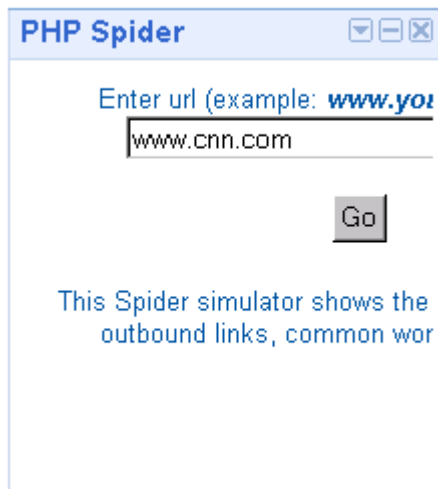 PHP Spider
Enter url (example: www.you
www.cnn.com
Go
This Spider simulator shows the
outbound links, common wor